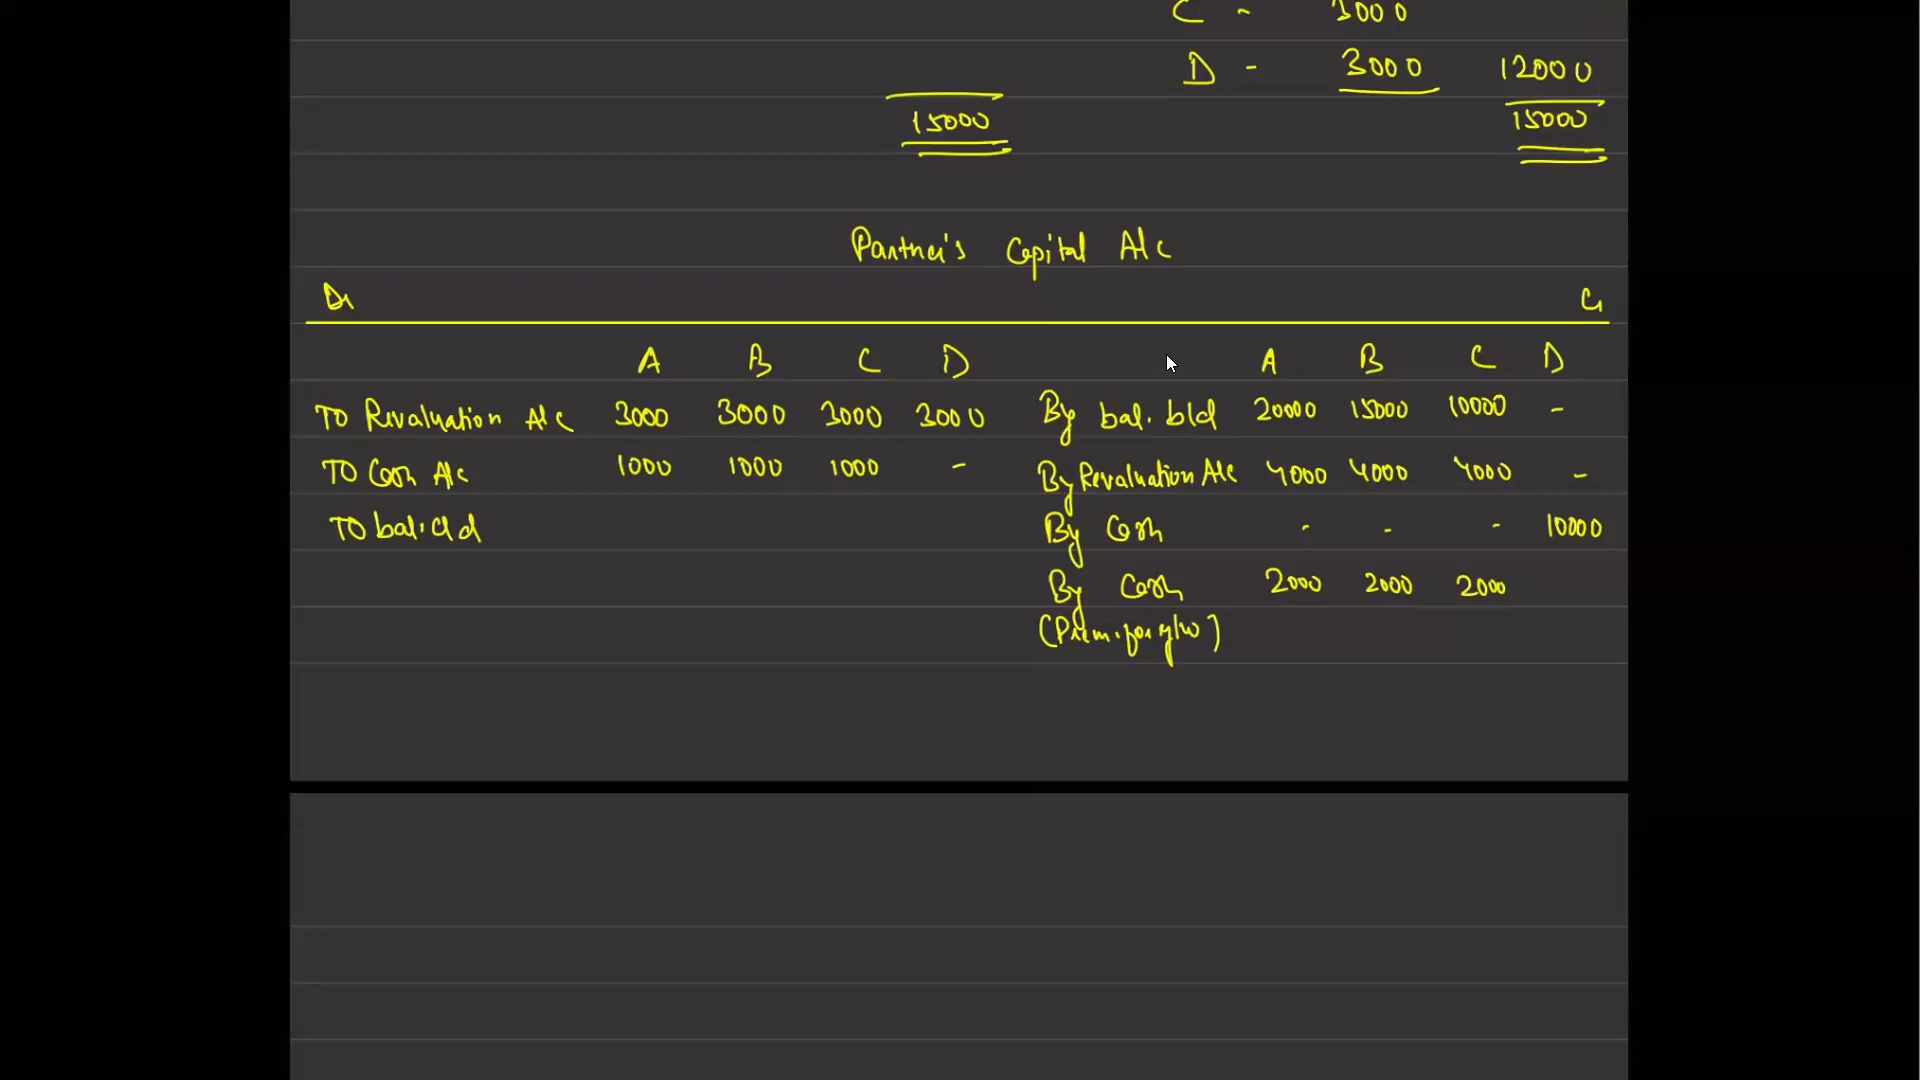 C - 3000
D - 3000 12000
15000 15000
Partner's Capital A/c
Dr Cr
A B C D A B C D
To Revaluation A/c 3000 3000 3000 3000 By bal. b/d 20000 15000 10000 -
To Cash A/c 1000 1000 1000 - By Revaluation A/c 4000 4000 4000 -
To bal. c/d By Cash - - - 10000
By Cash 2000 2000 2000
(Prem. for g/w)